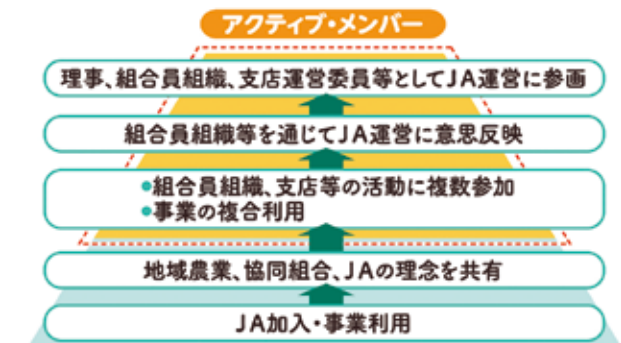 アクティブ・メンバー
理事、組合員組織、支店運営委員等としてJA運営に参画
組合員組織等を通じてJA運営に意思反映
●組合員組織、支店等の活動に複数参加
●事業の複合利用
地域農業、協同組合、JAの理念を共有
JA加入・事業利用